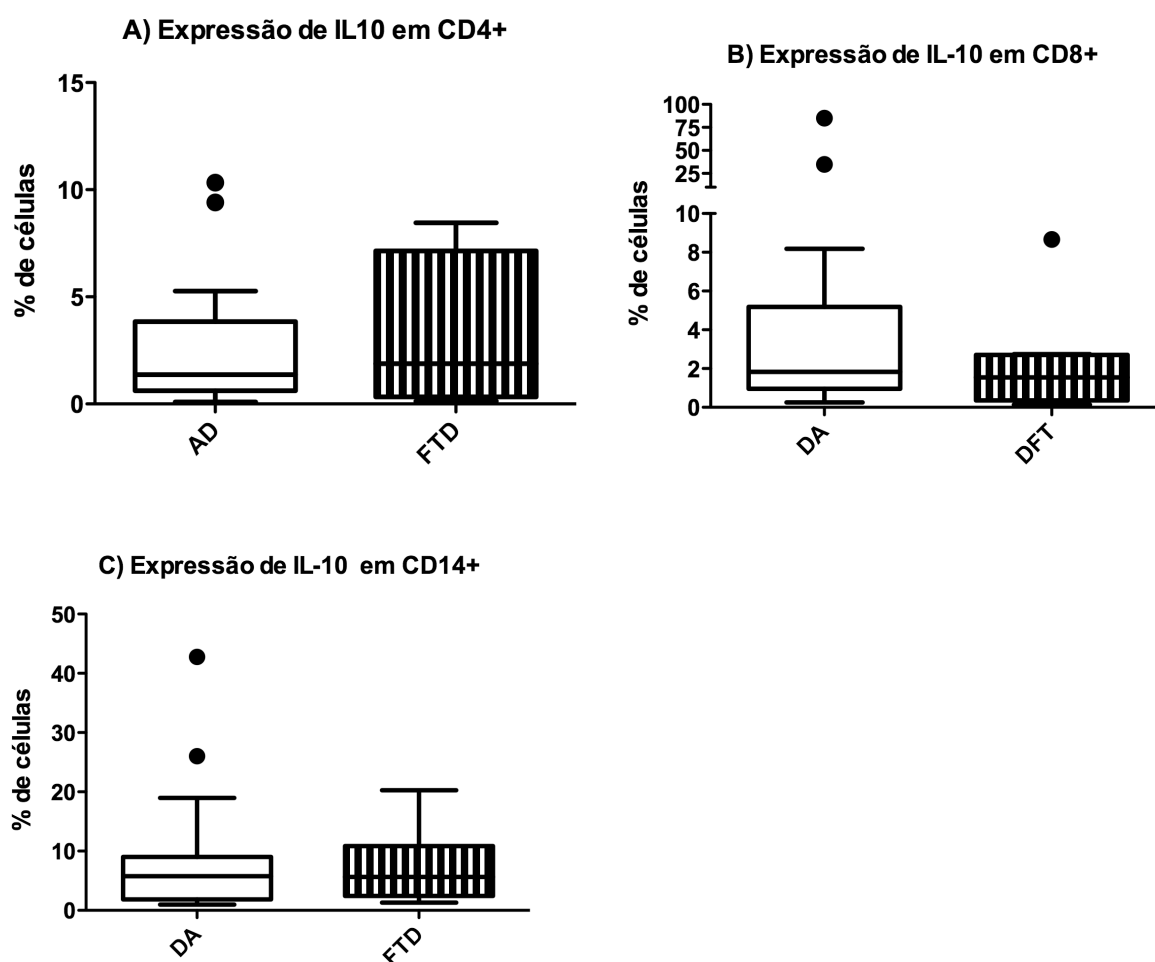 A) Expressão de IL10 em CD4+
15
10
5
0
% de células
AD
FTD
B) Expressão de IL-10 em CD8+
100
75
50
25
10
8
6
4
2
0
% de células
DA
DFT
C) Expressão de IL-10 em CD14+
50
40
30
20
10
0
% de células
DA
FTD